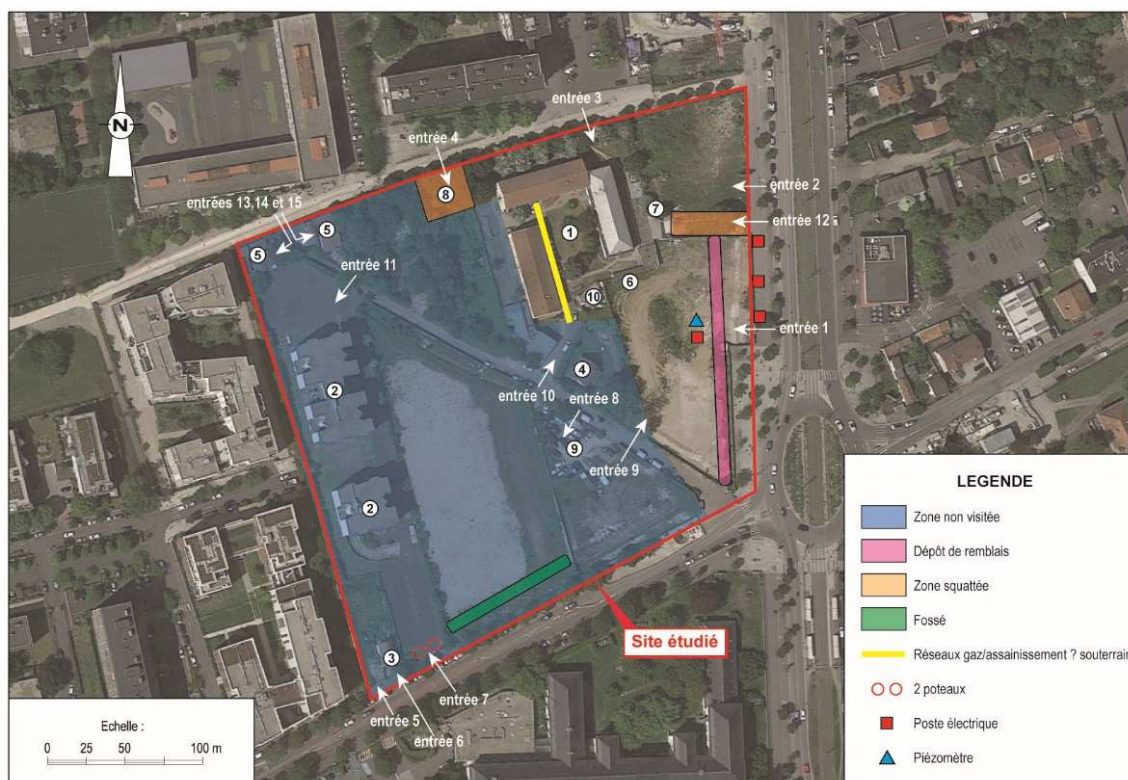 N
entrée 3
entrée 4
entrée 2
8
entrée 12
7
entrées 13,14 et 15
5
5
1
entrée 11
6
10
entrée 1
4
2
entrée 10
entrée 8
9
entrée 9
2
3
entrée 7
entrée 5
entrée 6
Site étudié
Echelle :
0 25 50 100 m
LEGENDE
Zone non visitée
Dépôt de remblais
Zone squattée
Fossé
Réseaux gaz/assainissement ? souterrain
2 poteaux
Poste électrique
Piézomètre